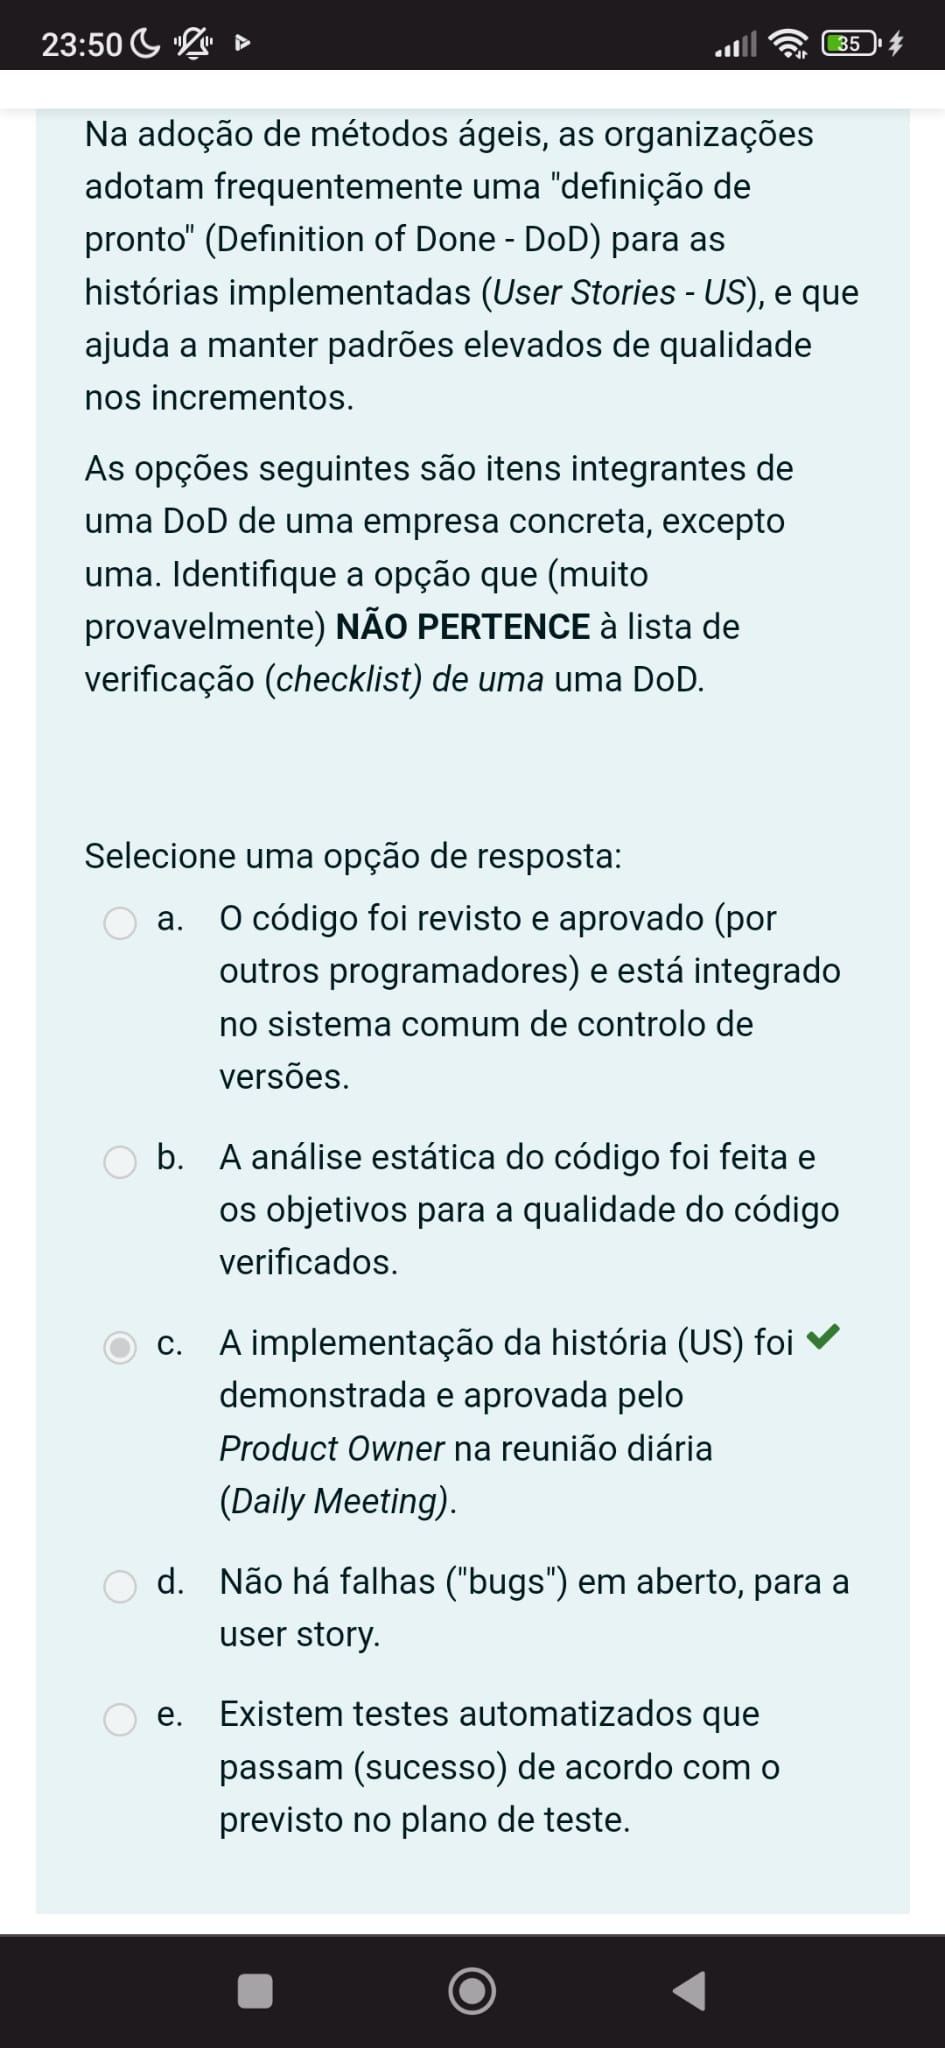 23:50
35
Na adoção de métodos ágeis, as organizações
adotam frequentemente uma "definição de
pronto" (Definition of Done - DoD) para as
histórias implementadas (User Stories - US), e que
ajuda a manter padrões elevados de qualidade
nos incrementos.
As opções seguintes são itens integrantes de
uma DoD de uma empresa concreta, excepto
uma. Identifique a opção que (muito
provavelmente) NÃO PERTENCE à lista de
verificação (checklist) de uma uma DoD.
Selecione uma opção de resposta:
a. O código foi revisto e aprovado (por
outros programadores) e está integrado
no sistema comum de controlo de
versões.
b. A análise estática do código foi feita e
os objetivos para a qualidade do código
verificados.
c. A implementação da história (US) foi
demonstrada e aprovada pelo
Product Owner na reunião diária
(Daily Meeting).
d. Não há falhas ("bugs") em aberto, para a
user story.
e. Existem testes automatizados que
passam (sucesso) de acordo com o
previsto no plano de teste.